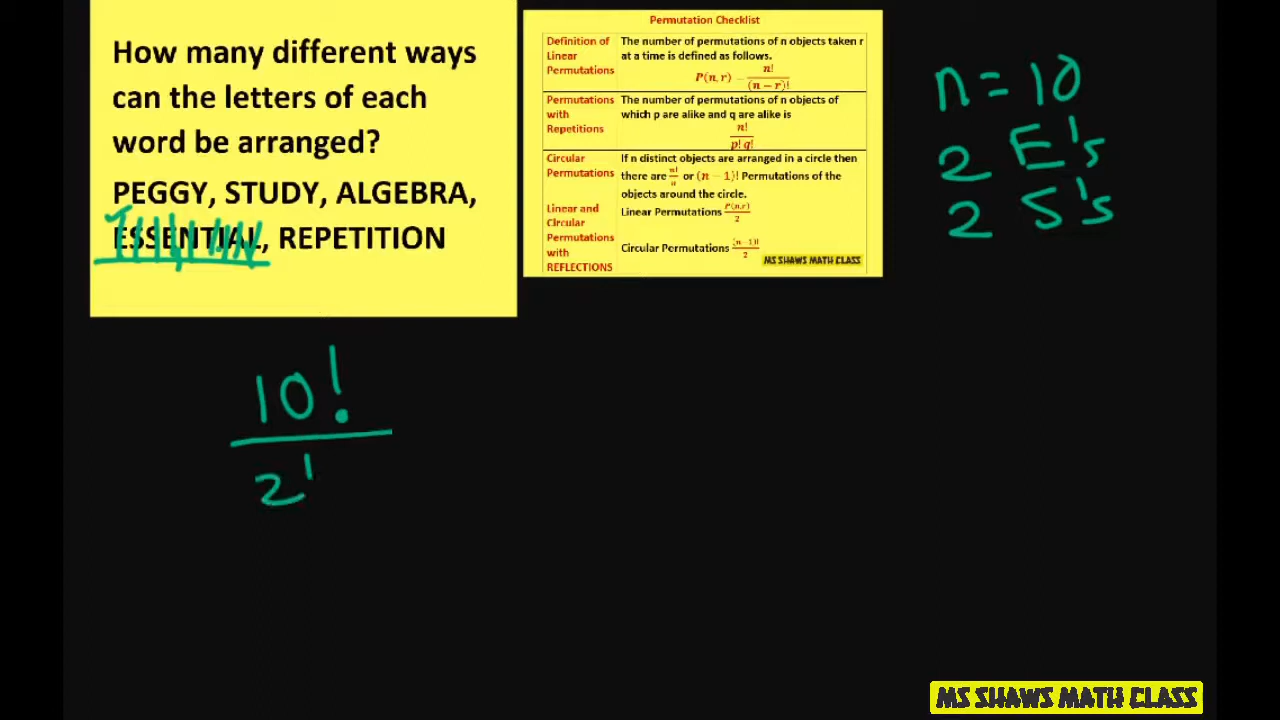 How many different ways
can the letters of each
word be arranged?
PEGGY, STUDY, ALGEBRA,
ESSENTIAL, REPETITION
Permutation Checklist
Definition of
Linear
Permutations
The number of permutations of n objects taken r
at a time is defined as follows.
P(n, r) = n! / (n − r)!
Permutations
with
Repetitions
The number of permutations of n objects of
which p are alike and q are alike is
n! / p! q!
Circular
Permutations
If n distinct objects are arranged in a circle then
there are n!/n or (n − 1)! Permutations of the
objects around the circle.
Linear and
Circular
Permutations
with
REFLECTIONS
Linear Permutations P(n,r)/2
Circular Permutations (n−1)!/2
MS SHAWS MATH CLASS
n = 10
2 E's
2 S's
10!
2!
MS SHAWS MATH CLASS